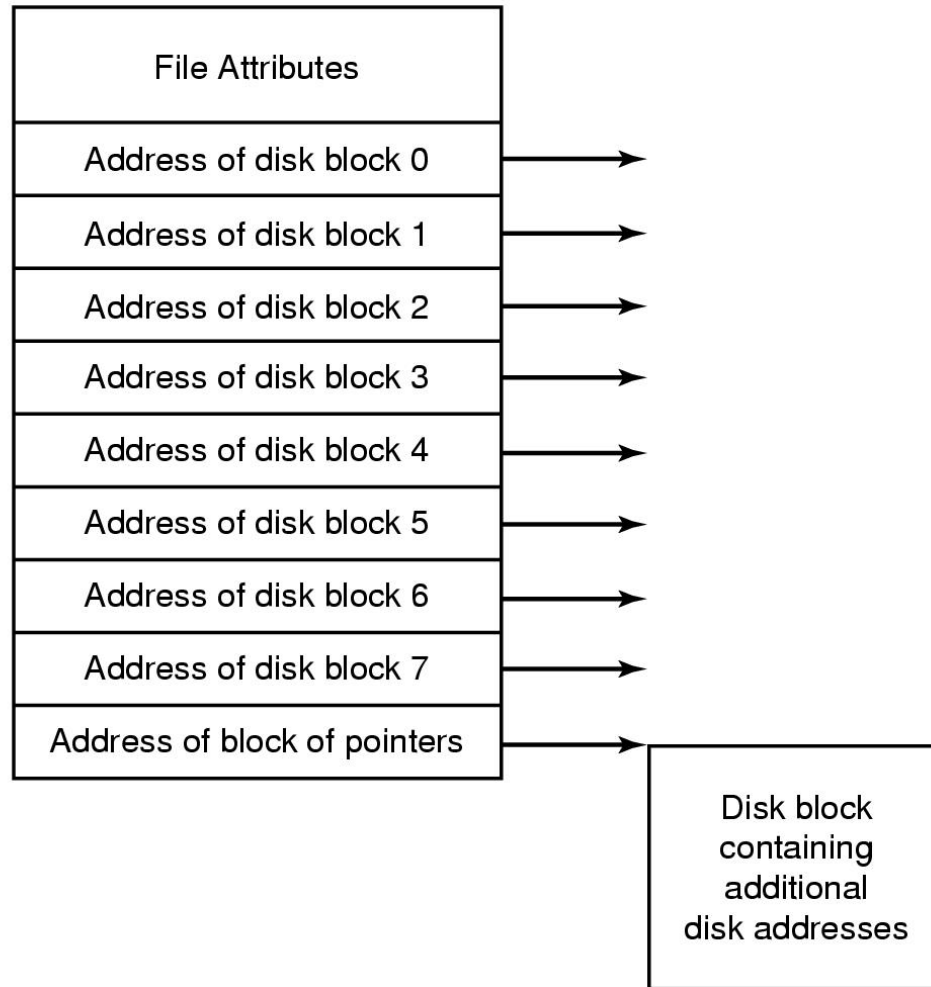 File Attributes
Address of disk block 0
Address of disk block 1
Address of disk block 2
Address of disk block 3
Address of disk block 4
Address of disk block 5
Address of disk block 6
Address of disk block 7
Address of block of pointers
Disk block
containing
additional
disk addresses